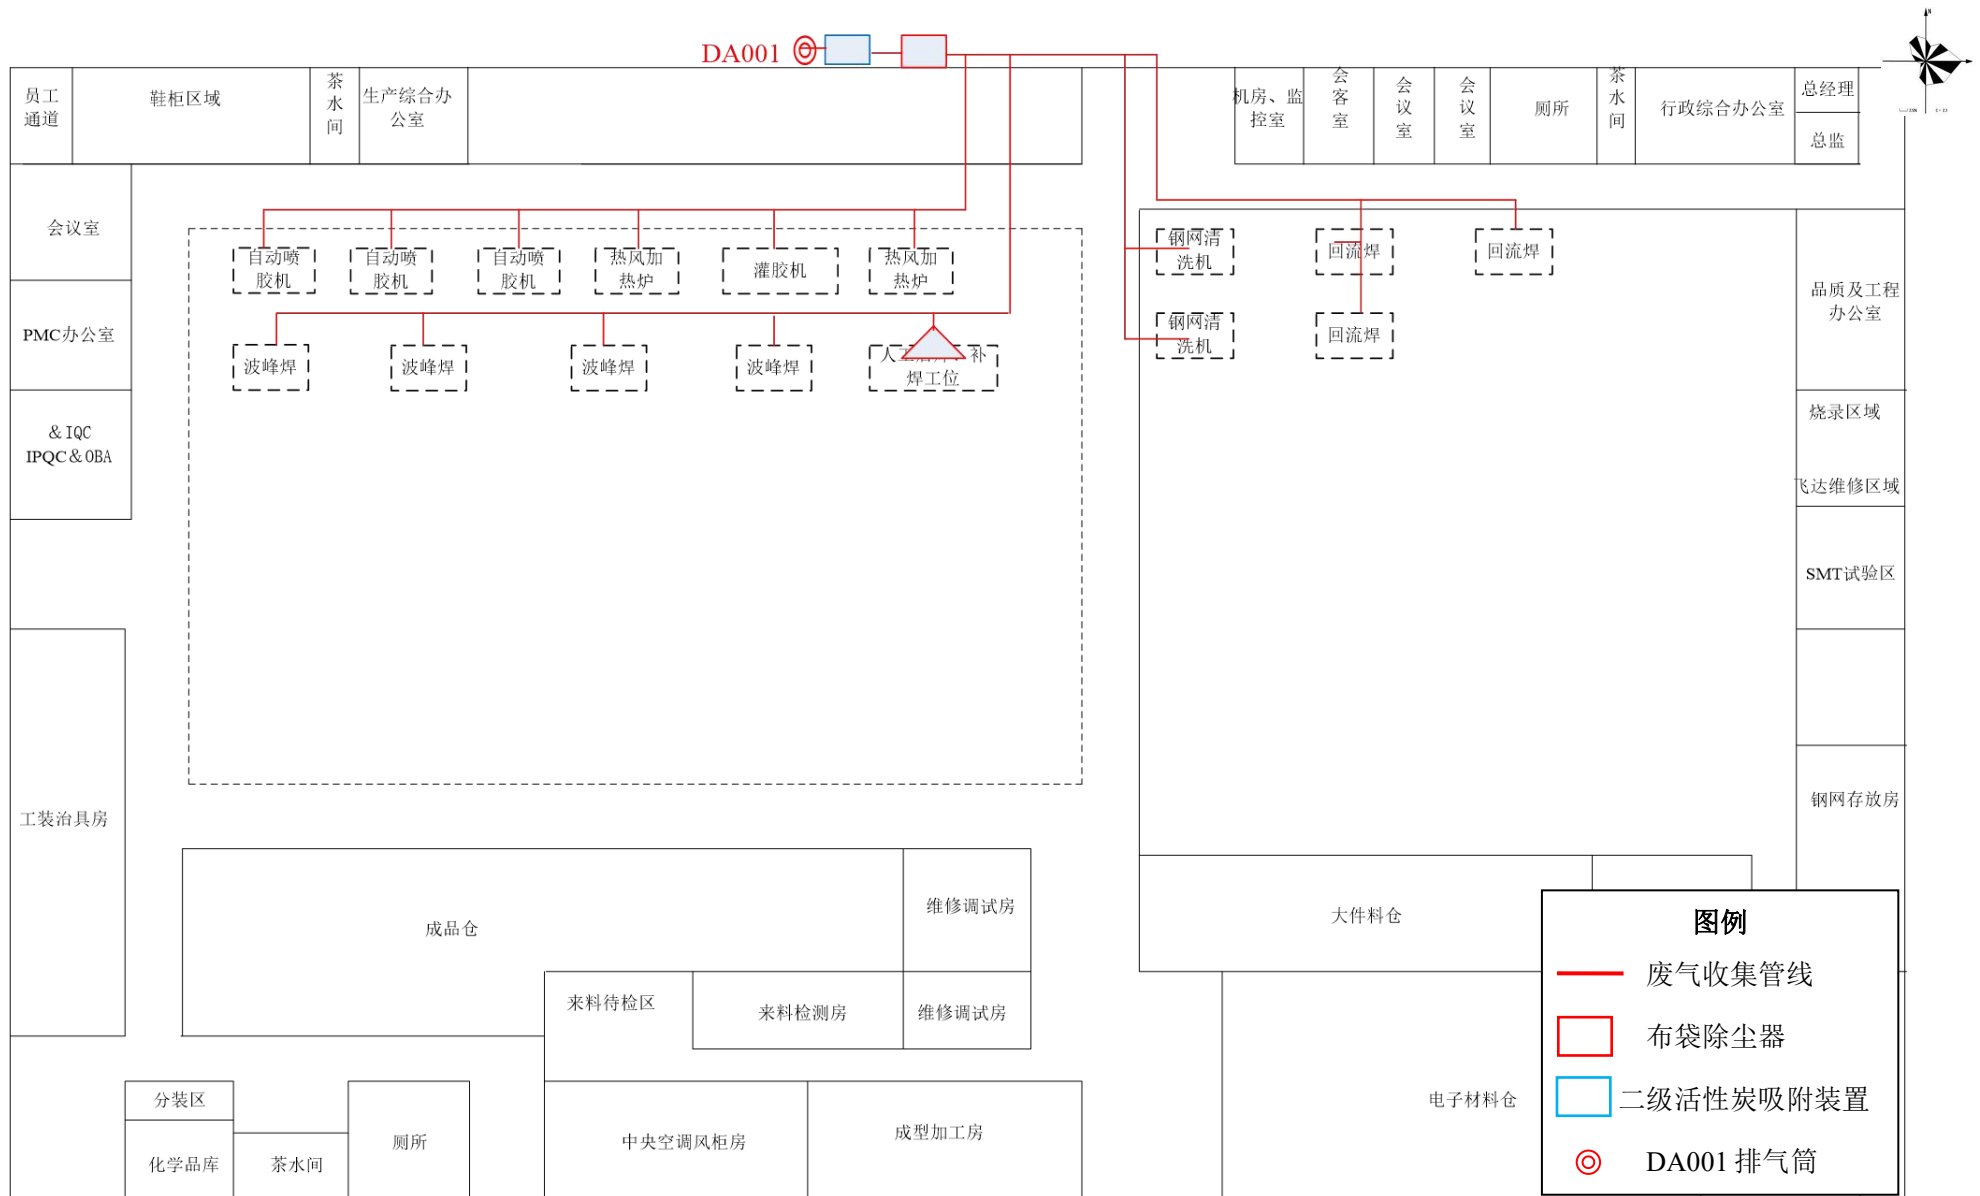 DA001
员工
通道
鞋柜区域
茶
水
间
生产综合办
公室
机房、监
控室
会
客
室
会
议
室
会
议
室
厕所
茶
水
间
行政综合办公室
总经理
总监
会议室
PMC办公室
&IQC
IPQC&OBA
自动喷
胶机
自动喷
胶机
自动喷
胶机
热风加
热炉
灌胶机
热风加
热炉
波峰焊
波峰焊
波峰焊
波峰焊
补
焊工位
钢网清
洗机
回流焊
回流焊
钢网清
洗机
回流焊
品质及工程
办公室
烧录区域
飞达维修区域
SMT试验区
钢网存放房
工装治具房
成品仓
维修调试房
来料待检区
来料检测房
维修调试房
大件料仓
电子材料仓
分装区
化学品库
茶水间
厕所
中央空调风柜房
成型加工房
图例
废气收集管线
布袋除尘器
二级活性炭吸附装置
DA001排气筒